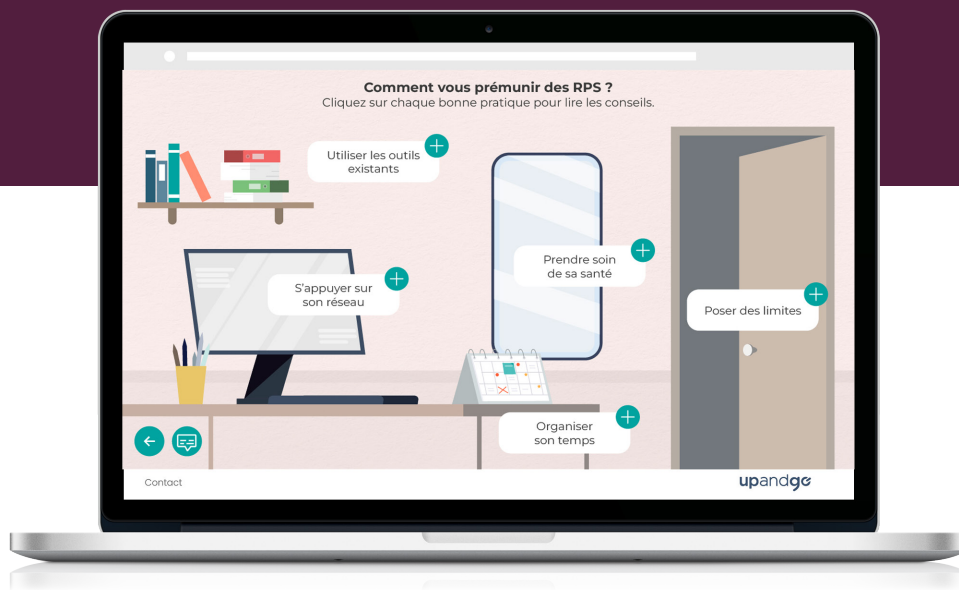 Comment vous prémunir des RPS ?
Cliquez sur chaque bonne pratique pour lire les conseils.
Utiliser les outils
existants
Prendre soin
de sa santé
S'appuyer sur
son réseau
Poser des limites
Organiser
son temps
Contact
upandgo